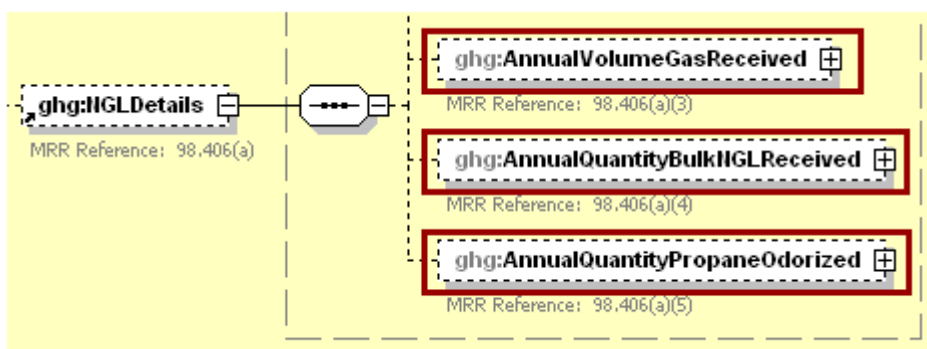 ghg:NGLDetails
MRR Reference: 98.406(a)
ghg:AnnualVolumeGasReceived
MRR Reference: 98.406(a)(3)
ghg:AnnualQuantityBulkNGLReceived
MRR Reference: 98.406(a)(4)
ghg:AnnualQuantityPropaneOdorized
MRR Reference: 98.406(a)(5)